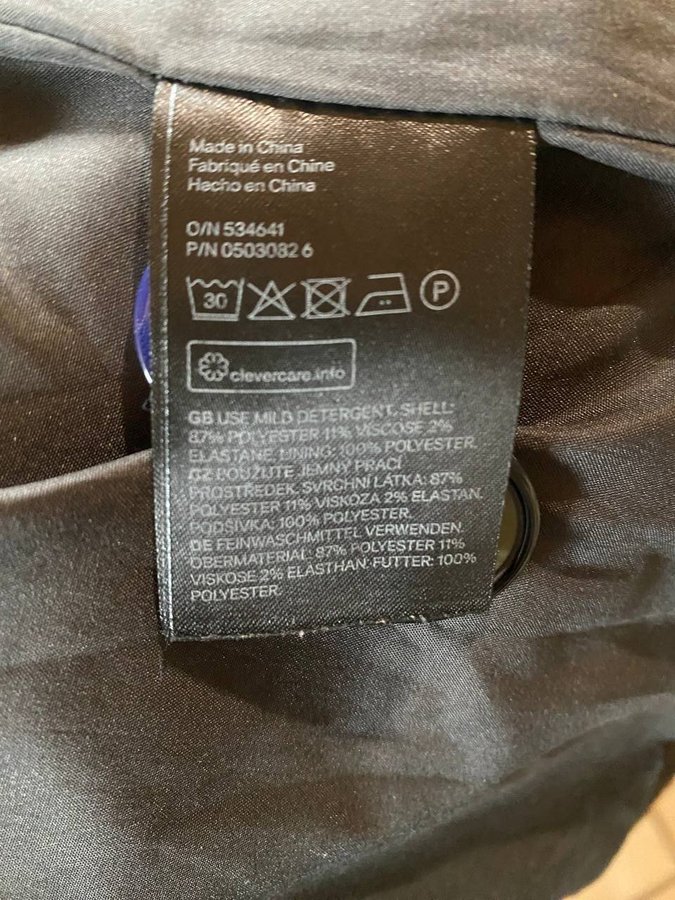 Made in China
Fabriqué en Chine
Hecho en China
O/N 534641
P/N 0503082 6
30
P
clevercare.info
GB USE MILD DETERGENT. SHELL:
87% POLYESTER 11% VISCOSE 2%
ELASTANE. LINING: 100% POLYESTER.
CZ POUŽIJTE JEMNÝ PRACÍ
PROSTŘEDEK. SVRCHNÍ LÁTKA: 87%
POLYESTER 11% VISKÓZA 2% ELASTAN.
PODŠÍVKA: 100% POLYESTER.
DE FEINWASCHMITTEL VERWENDEN.
OBERMATERIAL: 87% POLYESTER 11%
VISKOSE 2% ELASTHAN. FUTTER: 100%
POLYESTER.